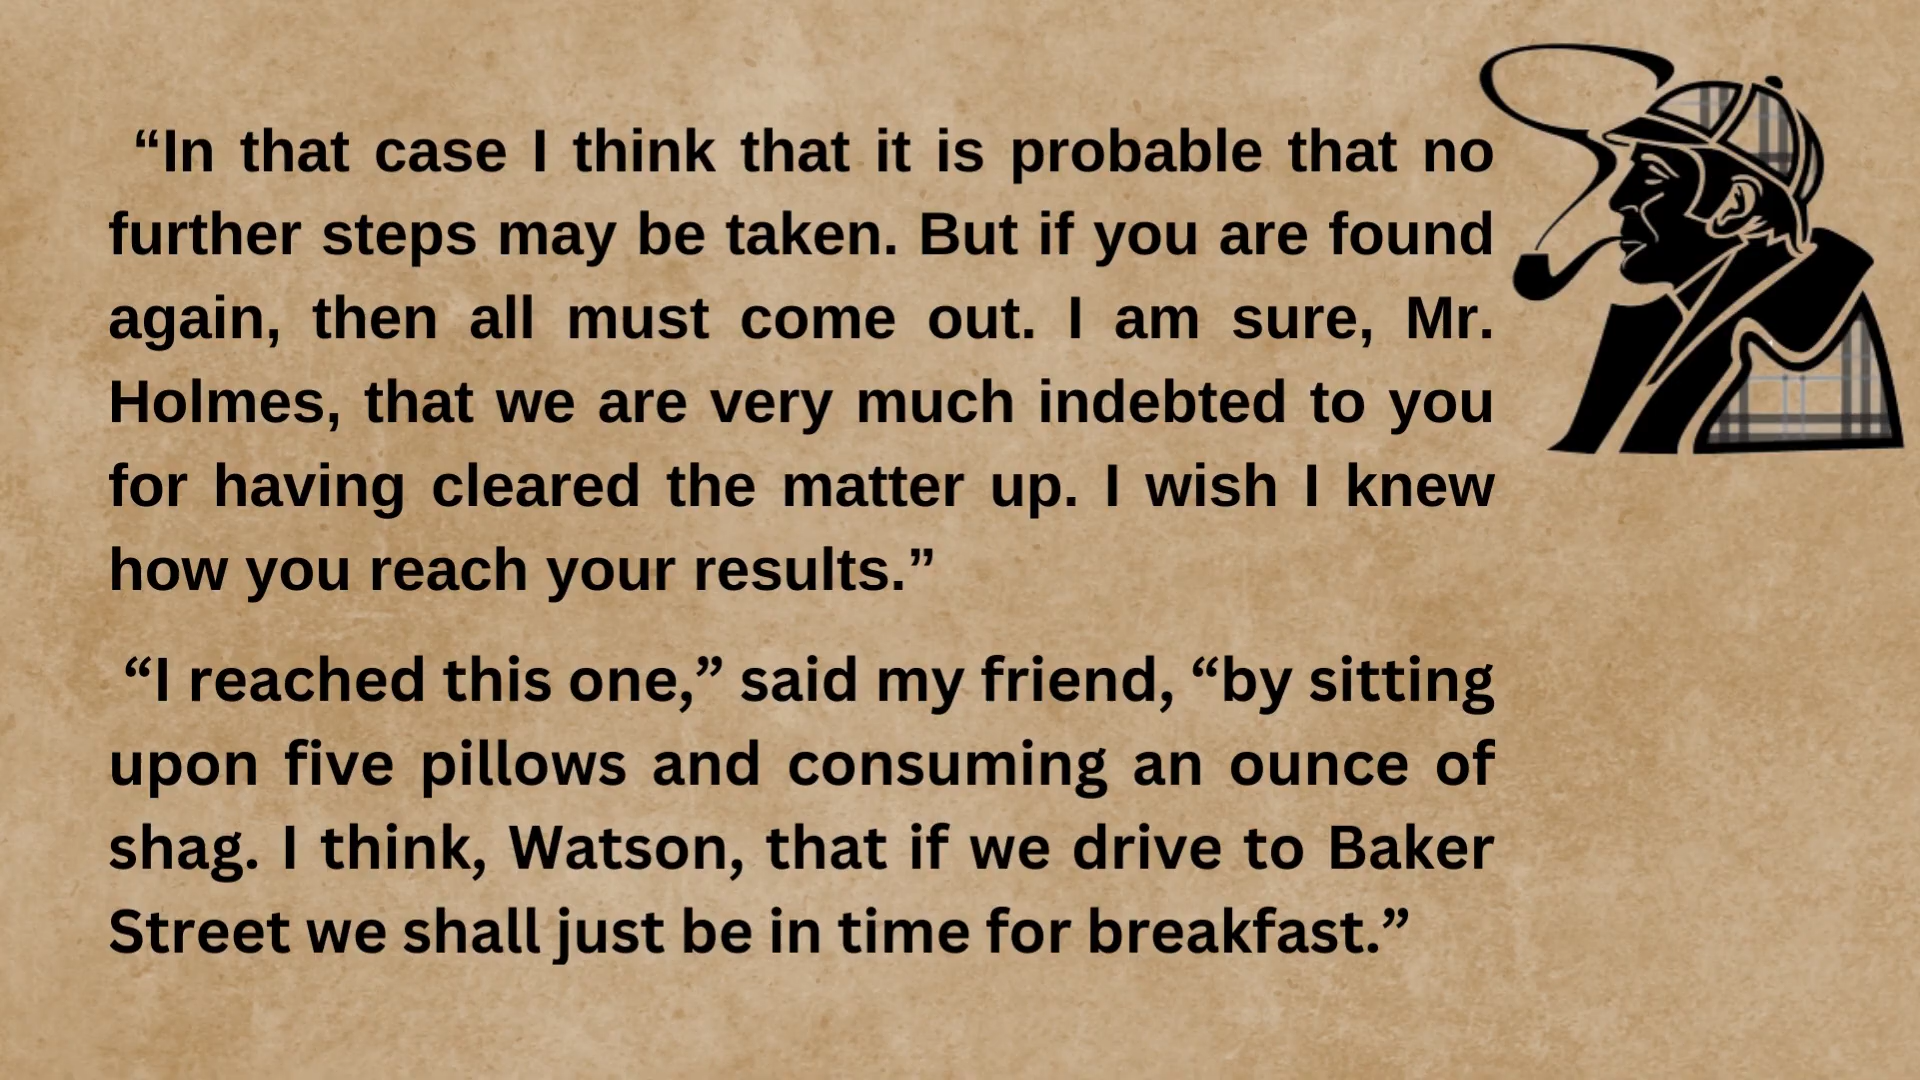 “In that case I think that it is probable that no
further steps may be taken. But if you are found
again, then all must come out. I am sure, Mr.
Holmes, that we are very much indebted to you
for having cleared the matter up. I wish I knew
how you reach your results.”
“I reached this one,” said my friend, “by sitting
upon five pillows and consuming an ounce of
shag. I think, Watson, that if we drive to Baker
Street we shall just be in time for breakfast.”